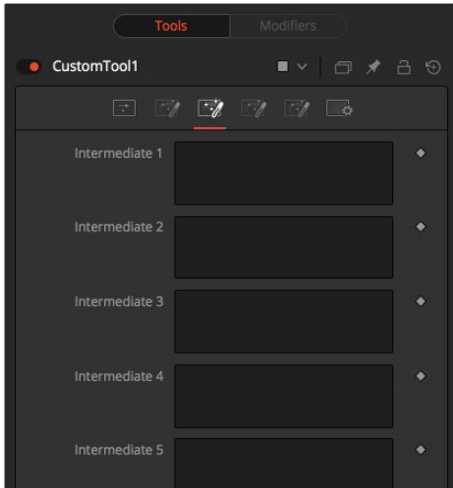 Tools
Modifiers
CustomTool1
Intermediate 1
Intermediate 2
Intermediate 3
Intermediate 4
Intermediate 5